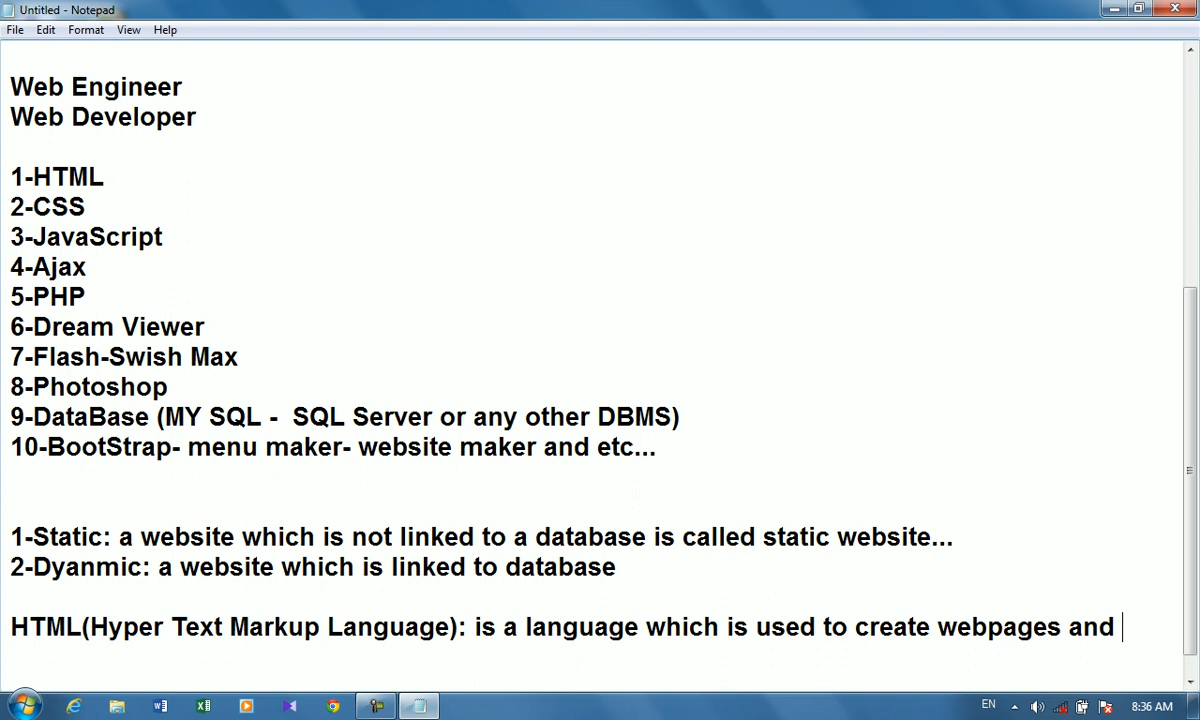 Untitled - Notepad
File Edit Format View Help
Web Engineer
Web Developer
1-HTML
2-CSS
3-JavaScript
4-Ajax
5-PHP
6-Dream Viewer
7-Flash-Swish Max
8-Photoshop
9-DataBase (MY SQL -  SQL Server or any other DBMS)
10-BootStrap- menu maker- website maker and etc...
1-Static: a website which is not linked to a database is called static website...
2-Dyanmic: a website which is linked to database
HTML(Hyper Text Markup Language): is a language which is used to create webpages and
EN 8:36 AM